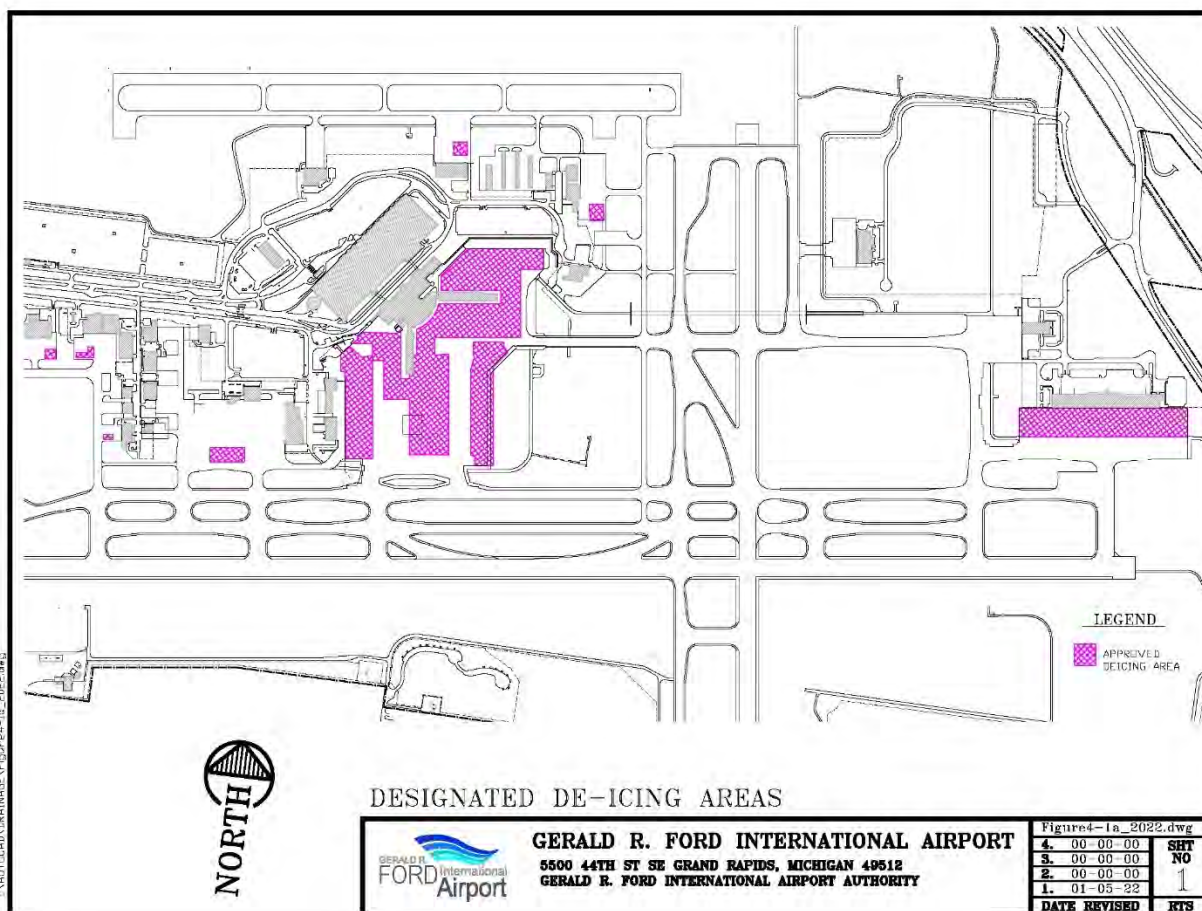 LEGEND
APPROVED
DEICING AREA
NORTH
DESIGNATED DE-ICING AREAS
GERALD R.
FORD International
Airport
GERALD R. FORD INTERNATIONAL AIRPORT
5500 44TH ST SE GRAND RAPIDS, MICHIGAN 49512
GERALD R. FORD INTERNATIONAL AIRPORT AUTHORITY
Figure4-1a_2022.dwg
4. 00-00-00 SHT
3. 00-00-00 NO
2. 00-00-00 1
1. 01-05-22
DATE REVISED RTS